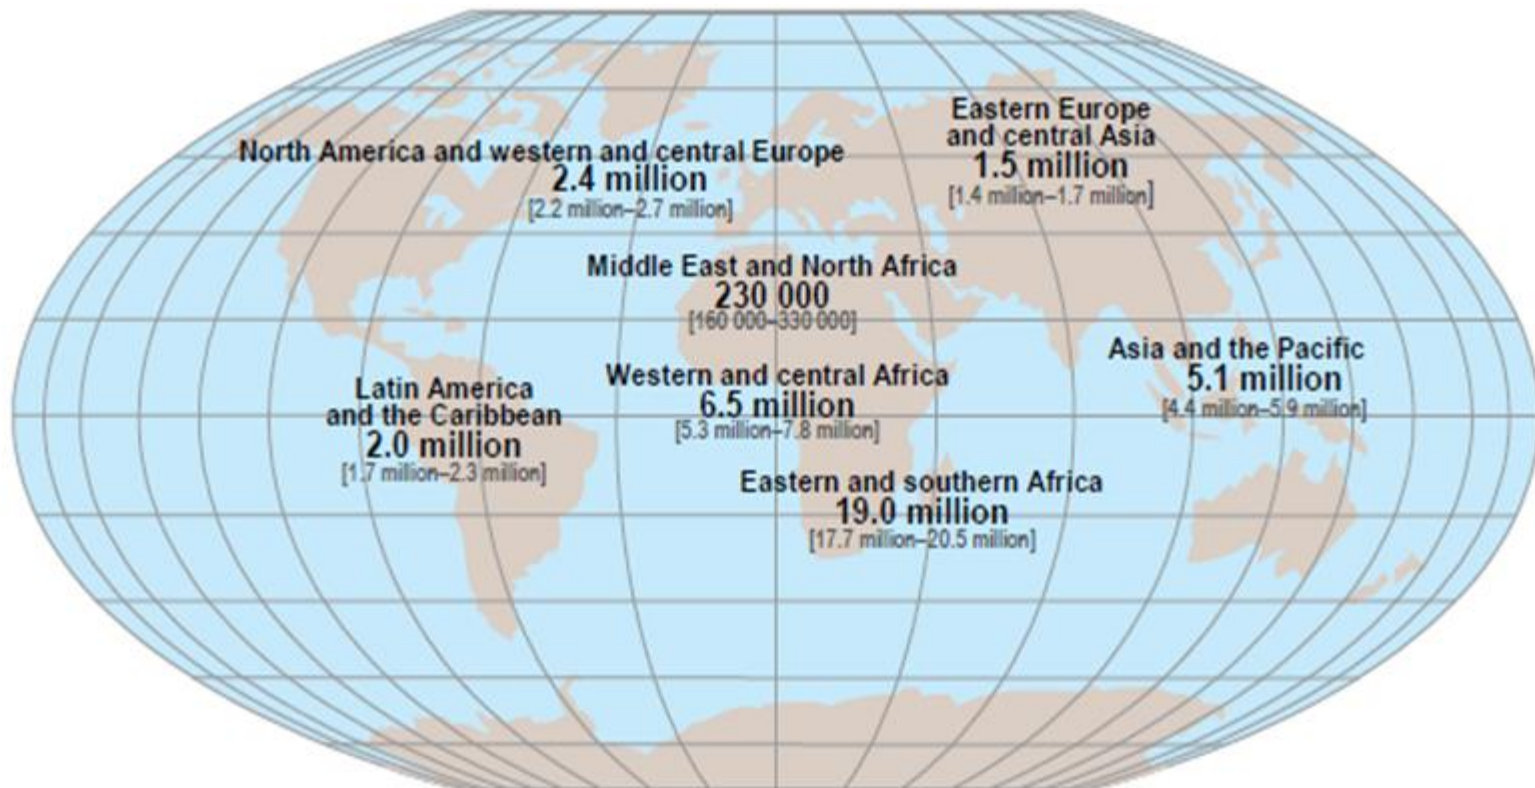 Eastern Europe
and central Asia
1.5 million
[1.4 million–1.7 million]
North America and western and central Europe
2.4 million
[2.2 million–2.7 million]
Middle East and North Africa
230 000
[160 000–330 000]
Asia and the Pacific
5.1 million
[4.4 million–5.9 million]
Western and central Africa
6.5 million
[5.3 million–7.8 million]
Latin America
and the Caribbean
2.0 million
[1.7 million–2.3 million]
Eastern and southern Africa
19.0 million
[17.7 million–20.5 million]